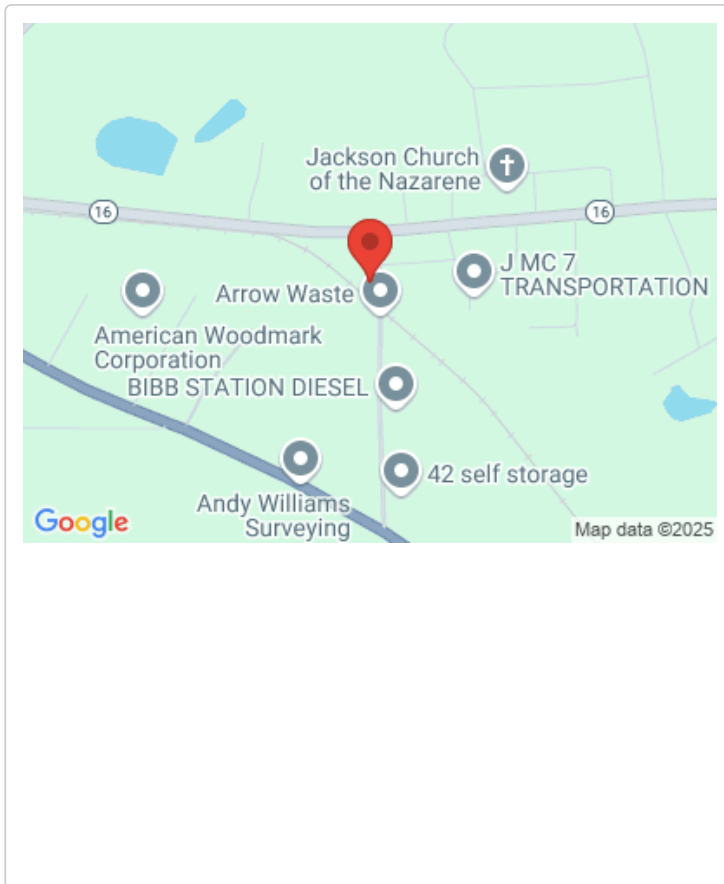 Jackson Church
of the Nazarene
16
16
Arrow Waste
J MC 7
TRANSPORTATION
American Woodmark
Corporation
BIBB STATION DIESEL
42 self storage
Andy Williams
Surveying
Google
Map data ©2025